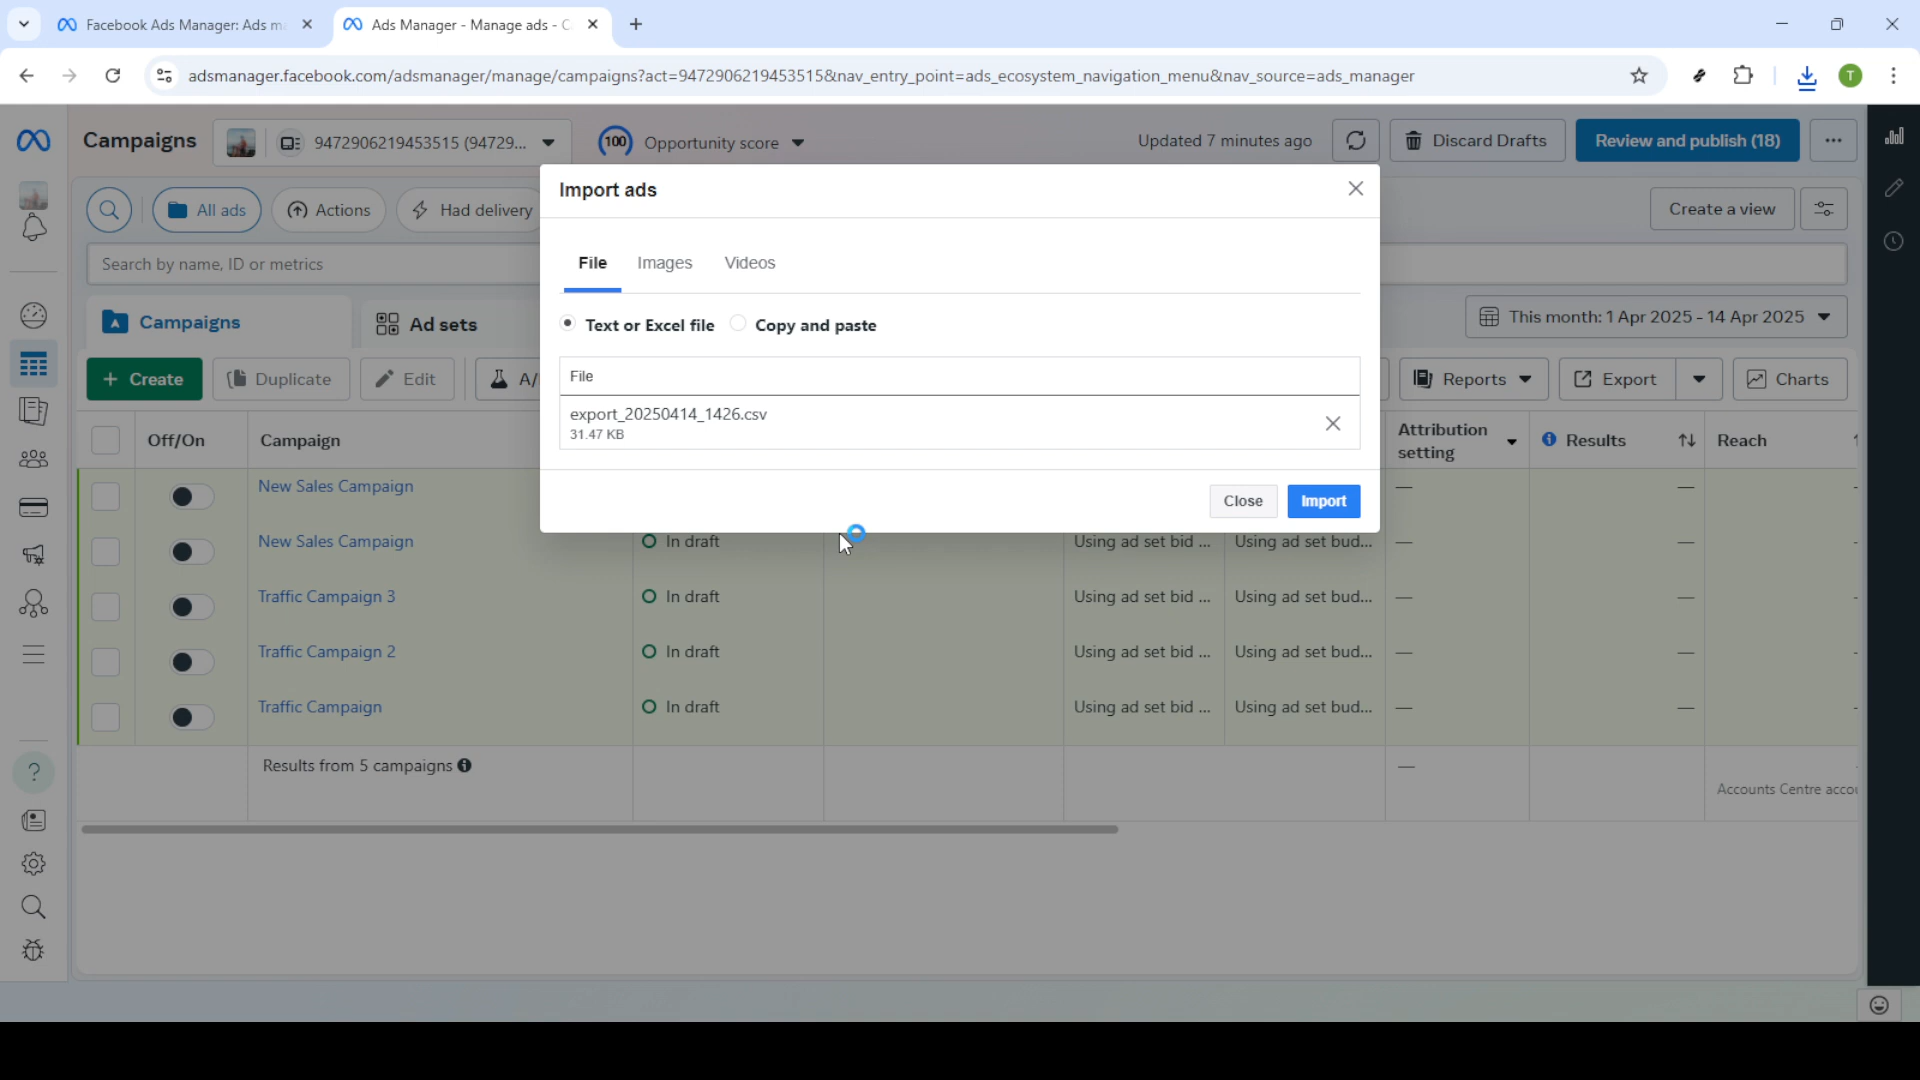 Facebook Ads Manager: Ads m
Ads Manager - Manage ads - C
adsmanager.facebook.com/adsmanager/manage/campaigns?act=9472906219453515&nav_entry_point=ads_ecosystem_navigation_menu&nav_source=ads_manager
T
Campaigns
9472906219453515 (94729...
100
Opportunity score
Updated 7 minutes ago
Discard Drafts
Review and publish (18)
All ads
Actions
Had delivery
Create a view
Search by name, ID or metrics
Campaigns
Ad sets
This month: 1 Apr 2025 - 14 Apr 2025
+ Create
Duplicate
Edit
A/
Reports
Export
Charts
Off/On
Campaign
Attribution
setting
Results
Reach
New Sales Campaign
—
—
New Sales Campaign
In draft
Using ad set bid ...
Using ad set bud...
—
—
Traffic Campaign 3
In draft
Using ad set bid ...
Using ad set bud...
—
—
Traffic Campaign 2
In draft
Using ad set bid ...
Using ad set bud...
—
—
Traffic Campaign
In draft
Using ad set bid ...
Using ad set bud...
—
—
Results from 5 campaigns
—
Accounts Centre accou
Import ads
File
Images
Videos
Text or Excel file
Copy and paste
File
export_20250414_1426.csv
31.47 KB
Close
Import